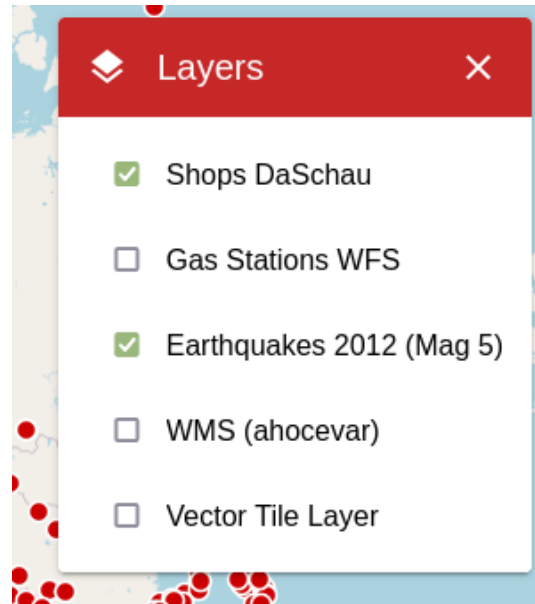 Layers
Shops DaSchau
Gas Stations WFS
Earthquakes 2012 (Mag 5)
WMS (ahocevar)
Vector Tile Layer